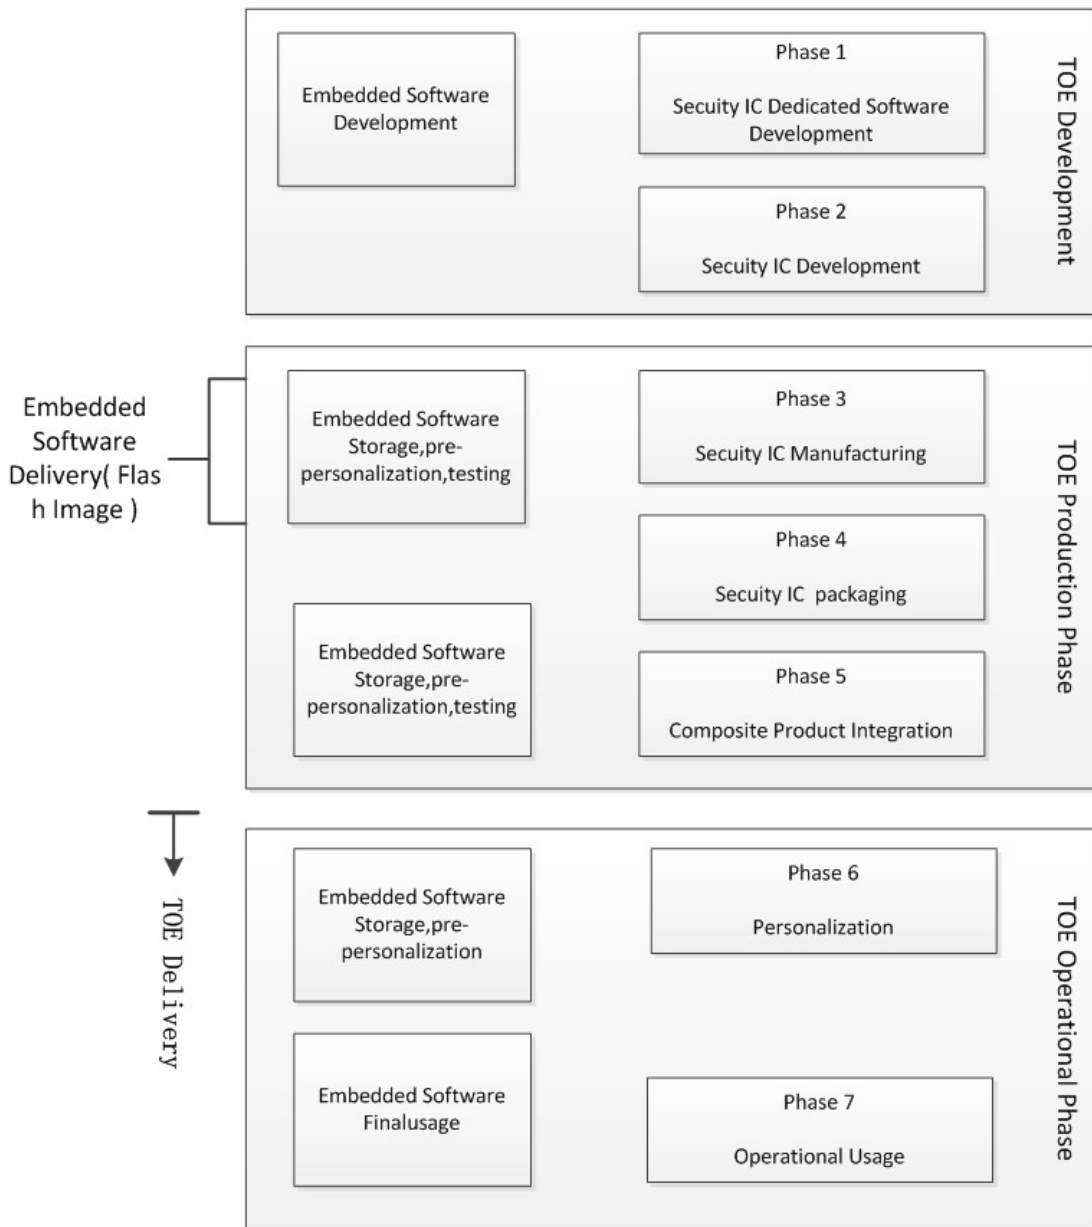 Embedded Software
Development
Phase 1
Secuity IC Dedicated Software
Development
Phase 2
Secuity IC Development
TOE Development
Embedded
Software
Delivery( Flas
h Image )
Embedded Software
Storage,pre-
personalization,testing
Phase 3
Secuity IC Manufacturing
Phase 4
Secuity IC  packaging
Embedded Software
Storage,pre-
personalization,testing
Phase 5
Composite Product Integration
TOE Production Phase
TOE Delivery
Embedded Software
Storage,pre-
personalization
Phase 6
Personalization
Embedded Software
Finalusage
Phase 7
Operational Usage
TOE Operational Phase